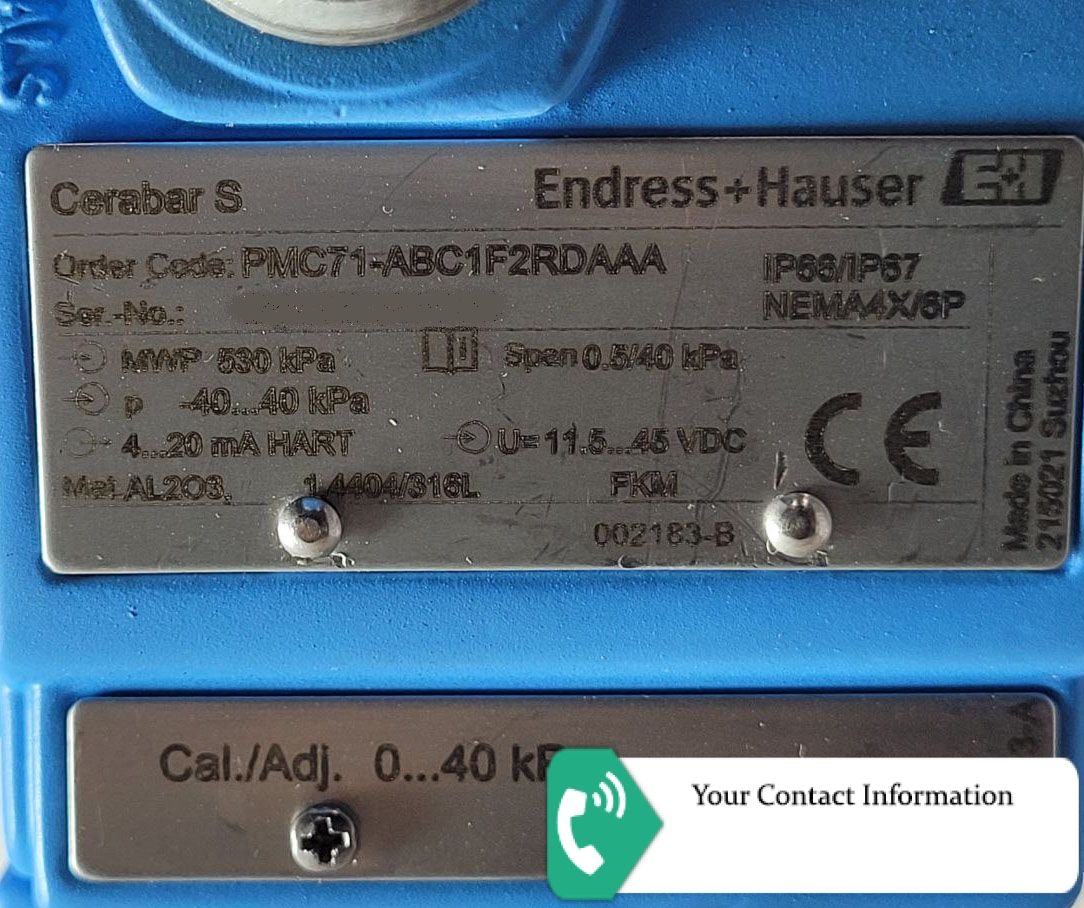 Cerabar S
Endress+Hauser
E+H
Order Code: PMC71-ABC1F2RDAAA
IP66/IP67
Ser.-No.:
NEMA4X/6P
MWP 530 kPa
Span 0.5/40 kPa
p -40...40 kPa
4...20 mA HART
U= 11.5...45 VDC
CE
Mat. AL2O3,
1.4404/316L
FKM
002183-B
Made in China
215021 Suzhou
Cal./Adj. 0...40
Your Contact Information